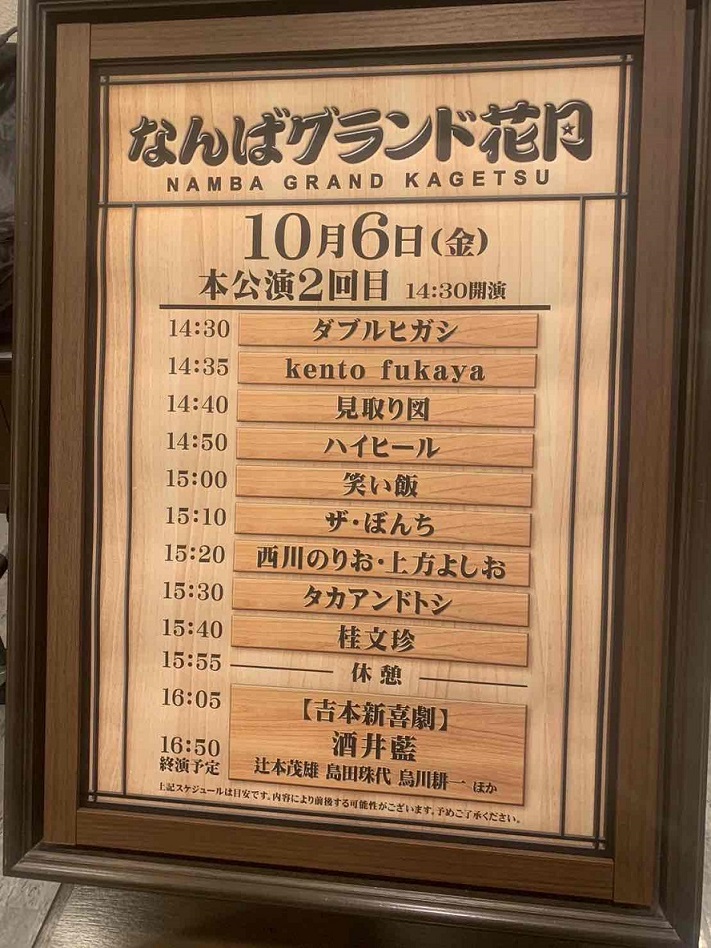 なんばグランド花月
NAMBA GRAND KAGETSU
10月6日(金)
本公演2回目 14:30開演
14:30 ダブルヒガシ
14:35 kento fukaya
14:40 見取り図
14:50 ハイヒール
15:00 笑い飯
15:10 ザ・ぼんち
15:20 西川のりお・上方よしお
15:30 タカアンドトシ
15:40 桂文珍
15:55 休憩
16:05 【吉本新喜劇】
酒井藍
16:50
終演予定 辻本茂雄 島田珠代 烏川耕一 ほか
上記スケジュールは目安です。内容により前後する可能性がございます。予めご了承ください。